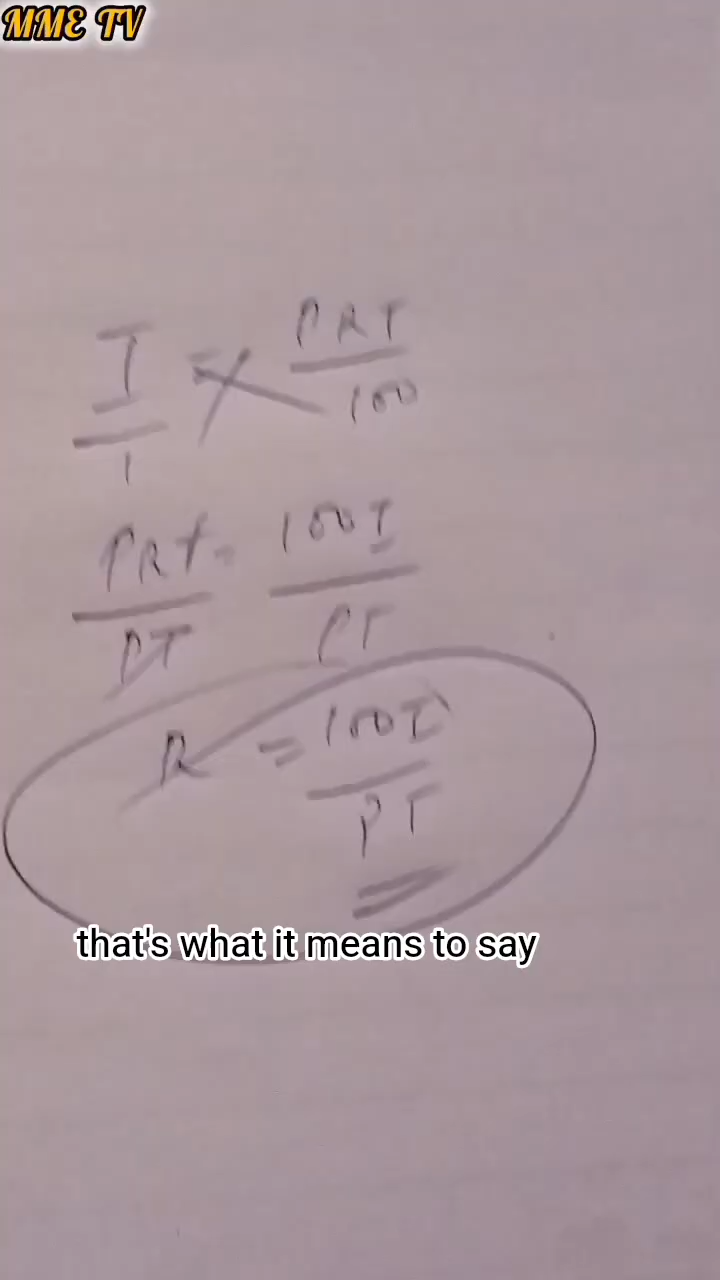 MME TV
I/1 = PRT/100
PRT/PT = 100I/PT
R = 100I/PT
that's what it means to say